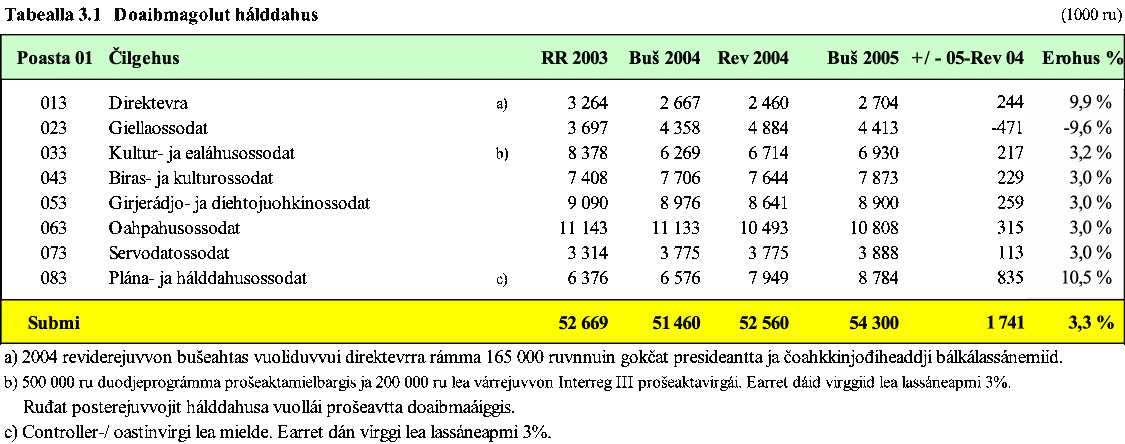 Tabealla 3.1 Doaibmagolut hálddahus (1000 ru)
Poasta 01 Čilgehus RR 2003 Buš 2004 Rev 2004 Buš 2005 +/ - 05-Rev 04 Erohus %
013 Direktevra a) 3 264 2 667 2 460 2 704 244 9,9 %
023 Giellaossodat 3 697 4 358 4 884 4 413 -471 -9,6 %
033 Kultur- ja ealáhusossodat b) 8 378 6 269 6 714 6 930 217 3,2 %
043 Biras- ja kulturossodat 7 408 7 706 7 644 7 873 229 3,0 %
053 Girjerádjo- ja diehtojuohkinossodat 9 090 8 976 8 641 8 900 259 3,0 %
063 Oahpahusossodat 11 143 11 133 10 493 10 808 315 3,0 %
073 Servodatossodat 3 314 3 775 3 775 3 888 113 3,0 %
083 Plána- ja hálddahusossodat c) 6 376 6 576 7 949 8 784 835 10,5 %
Submi 52 669 51 460 52 560 54 300 1 741 3,3 %
a) 2004 reviderejuvvon bušeahtas vuoliduvvui direktevrra rámma 165 000 ruvnnuin gokčat presideantta ja čoahkkinjođiheaddji bálkálassánemiid.
b) 500 000 ru duodjeprográmma prošeaktamielbargis ja 200 000 ru lea várrejuvvon Interreg III prošeaktavirgái. Earret dáid virggiid lea lassáneapmi 3%.
Ruđat posterejuvvojit hálddahusa vuollái prošeavtta doaibmaáiggis.
c) Controller-/ oastinvirgi lea mielde. Earret dán virggi lea lassáneapmi 3%.